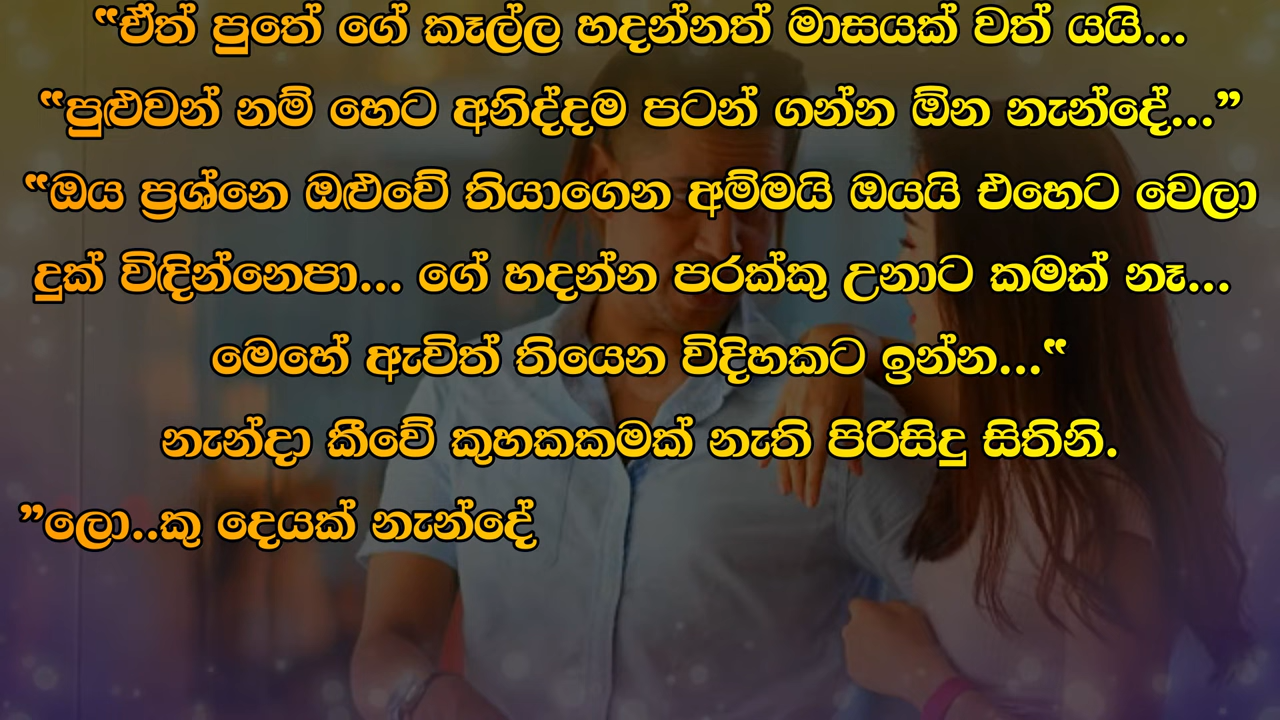 “ඒත් පුතේ ගේ කෑල්ල හදන්නත් මාසයක් වත් යයි...
“පුළුවන් නම් හෙට අනිද්දම පටන් ගන්න ඕන නැන්දේ...”
“ඔය ප්‍රශ්නෙ ඔළුවේ තියාගෙන අම්මයි ඔයයි එහෙට වෙලා
දුක් විඳින්නෙපා... ගේ හදන්න පරක්කු උනාට කමක් නෑ...
මෙහේ ඇවිත් තියෙන විදිහකට ඉන්න...“
නැන්දා කීවේ කුහකකමක් නැති පිරිසිදු සිතිනි.
”ලො..කු දෙයක් නැන්දේ